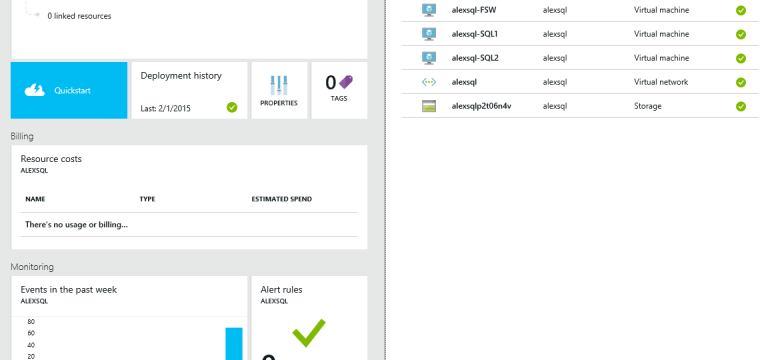 0 linked resources
Quickstart
Deployment history
Last: 2/1/2015
PROPERTIES
0
TAGS
Billing
Resource costs
ALEXSQL
NAME TYPE ESTIMATED SPEND
There's no usage or billing...
Monitoring
Events in the past week
ALEXSQL
80
60
40
20
Alert rules
ALEXSQL
alexsql-FSW alexsql Virtual machine
alexsql-SQL1 alexsql Virtual machine
alexsql-SQL2 alexsql Virtual machine
alexsql alexsql Virtual network
alexsqlp2t06n4v alexsql Storage